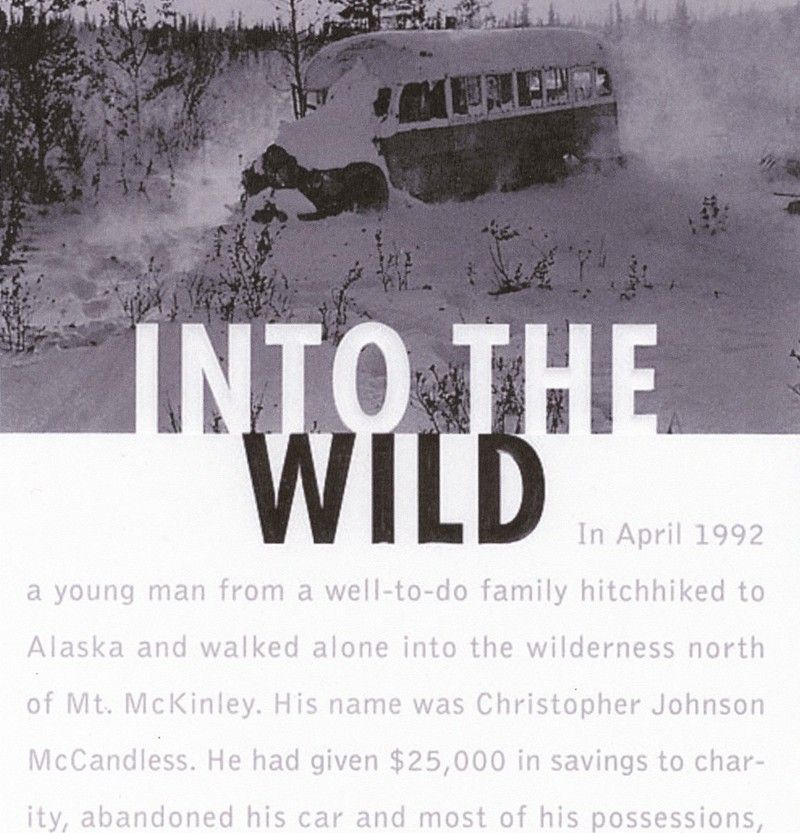 INTO THE
WILD
In April 1992
a young man from a well-to-do family hitchhiked to
Alaska and walked alone into the wilderness north
of Mt. McKinley. His name was Christopher Johnson
McCandless. He had given $25,000 in savings to char-
ity, abandoned his car and most of his possessions,